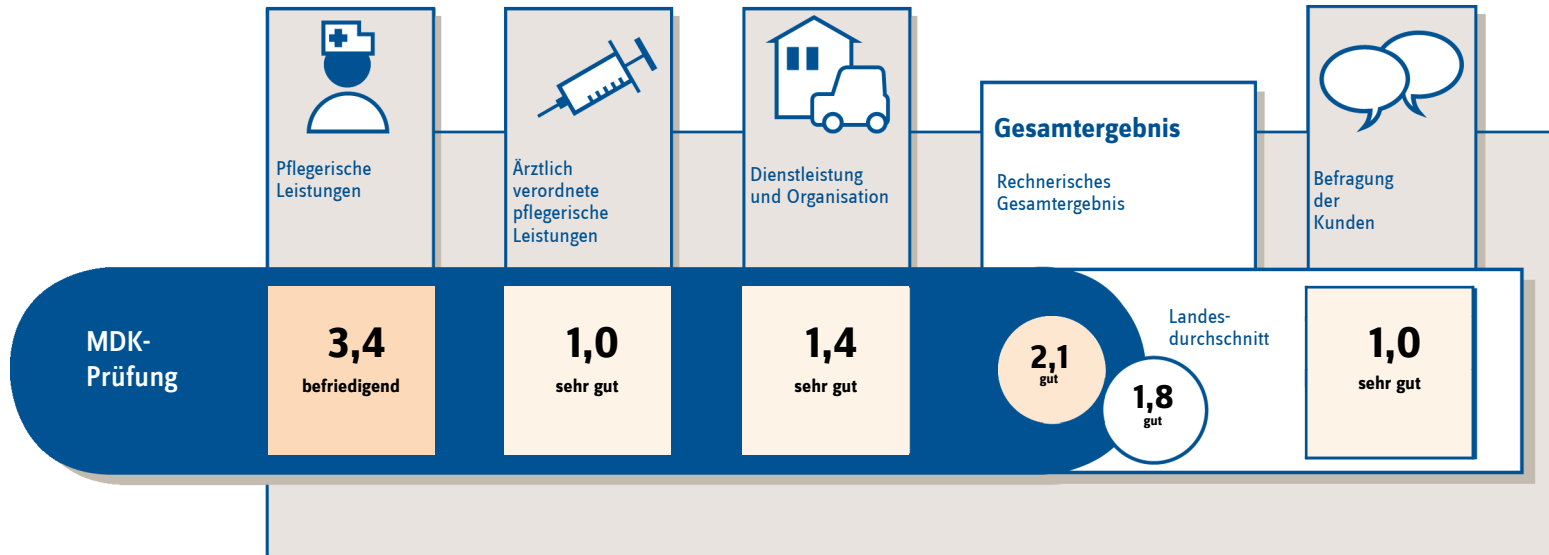 Pflegerische
Leistungen
Ärztlich
verordnete
pflegerische
Leistungen
Dienstleistung
und Organisation
Gesamtergebnis
Rechnerisches
Gesamtergebnis
Befragung
der
Kunden
MDK-
Prüfung
3,4
befriedigend
1,0
sehr gut
1,4
sehr gut
2,1
gut
Landes-
durchschnitt
1,8
gut
1,0
sehr gut